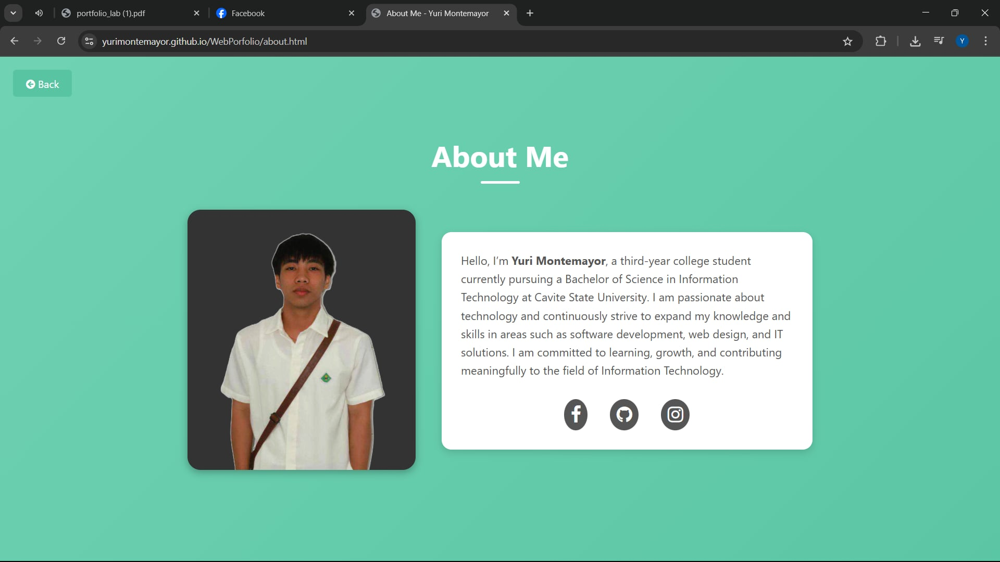 portfolio_lab (1).pdf
Facebook
About Me - Yuri Montemayor
yurimontemayor.github.io/WebPorfolio/about.html
Y
Back
About Me
Hello, I’m Yuri Montemayor, a third-year college student
currently pursuing a Bachelor of Science in Information
Technology at Cavite State University. I am passionate about
technology and continuously strive to expand my knowledge and
skills in areas such as software development, web design, and IT
solutions. I am committed to learning, growth, and contributing
meaningfully to the field of Information Technology.